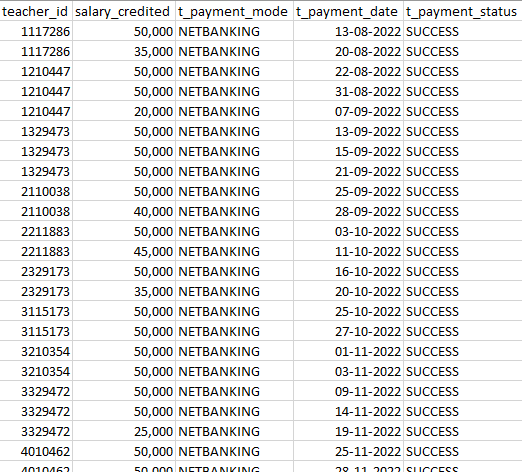 teacher_id salary_credited t_payment_mode t_payment_date t_payment_status
1117286 50,000 NETBANKING 13-08-2022 SUCCESS
1117286 35,000 NETBANKING 20-08-2022 SUCCESS
1210447 50,000 NETBANKING 22-08-2022 SUCCESS
1210447 50,000 NETBANKING 31-08-2022 SUCCESS
1210447 20,000 NETBANKING 07-09-2022 SUCCESS
1329473 50,000 NETBANKING 13-09-2022 SUCCESS
1329473 50,000 NETBANKING 15-09-2022 SUCCESS
1329473 50,000 NETBANKING 21-09-2022 SUCCESS
2110038 50,000 NETBANKING 25-09-2022 SUCCESS
2110038 40,000 NETBANKING 28-09-2022 SUCCESS
2211883 50,000 NETBANKING 03-10-2022 SUCCESS
2211883 45,000 NETBANKING 11-10-2022 SUCCESS
2329173 50,000 NETBANKING 16-10-2022 SUCCESS
2329173 35,000 NETBANKING 20-10-2022 SUCCESS
3115173 50,000 NETBANKING 25-10-2022 SUCCESS
3115173 50,000 NETBANKING 27-10-2022 SUCCESS
3210354 50,000 NETBANKING 01-11-2022 SUCCESS
3210354 50,000 NETBANKING 03-11-2022 SUCCESS
3329472 50,000 NETBANKING 09-11-2022 SUCCESS
3329472 50,000 NETBANKING 14-11-2022 SUCCESS
3329472 25,000 NETBANKING 19-11-2022 SUCCESS
4010462 50,000 NETBANKING 25-11-2022 SUCCESS
4010462 50,000 NETBANKING 28-11-2022 SUCCESS